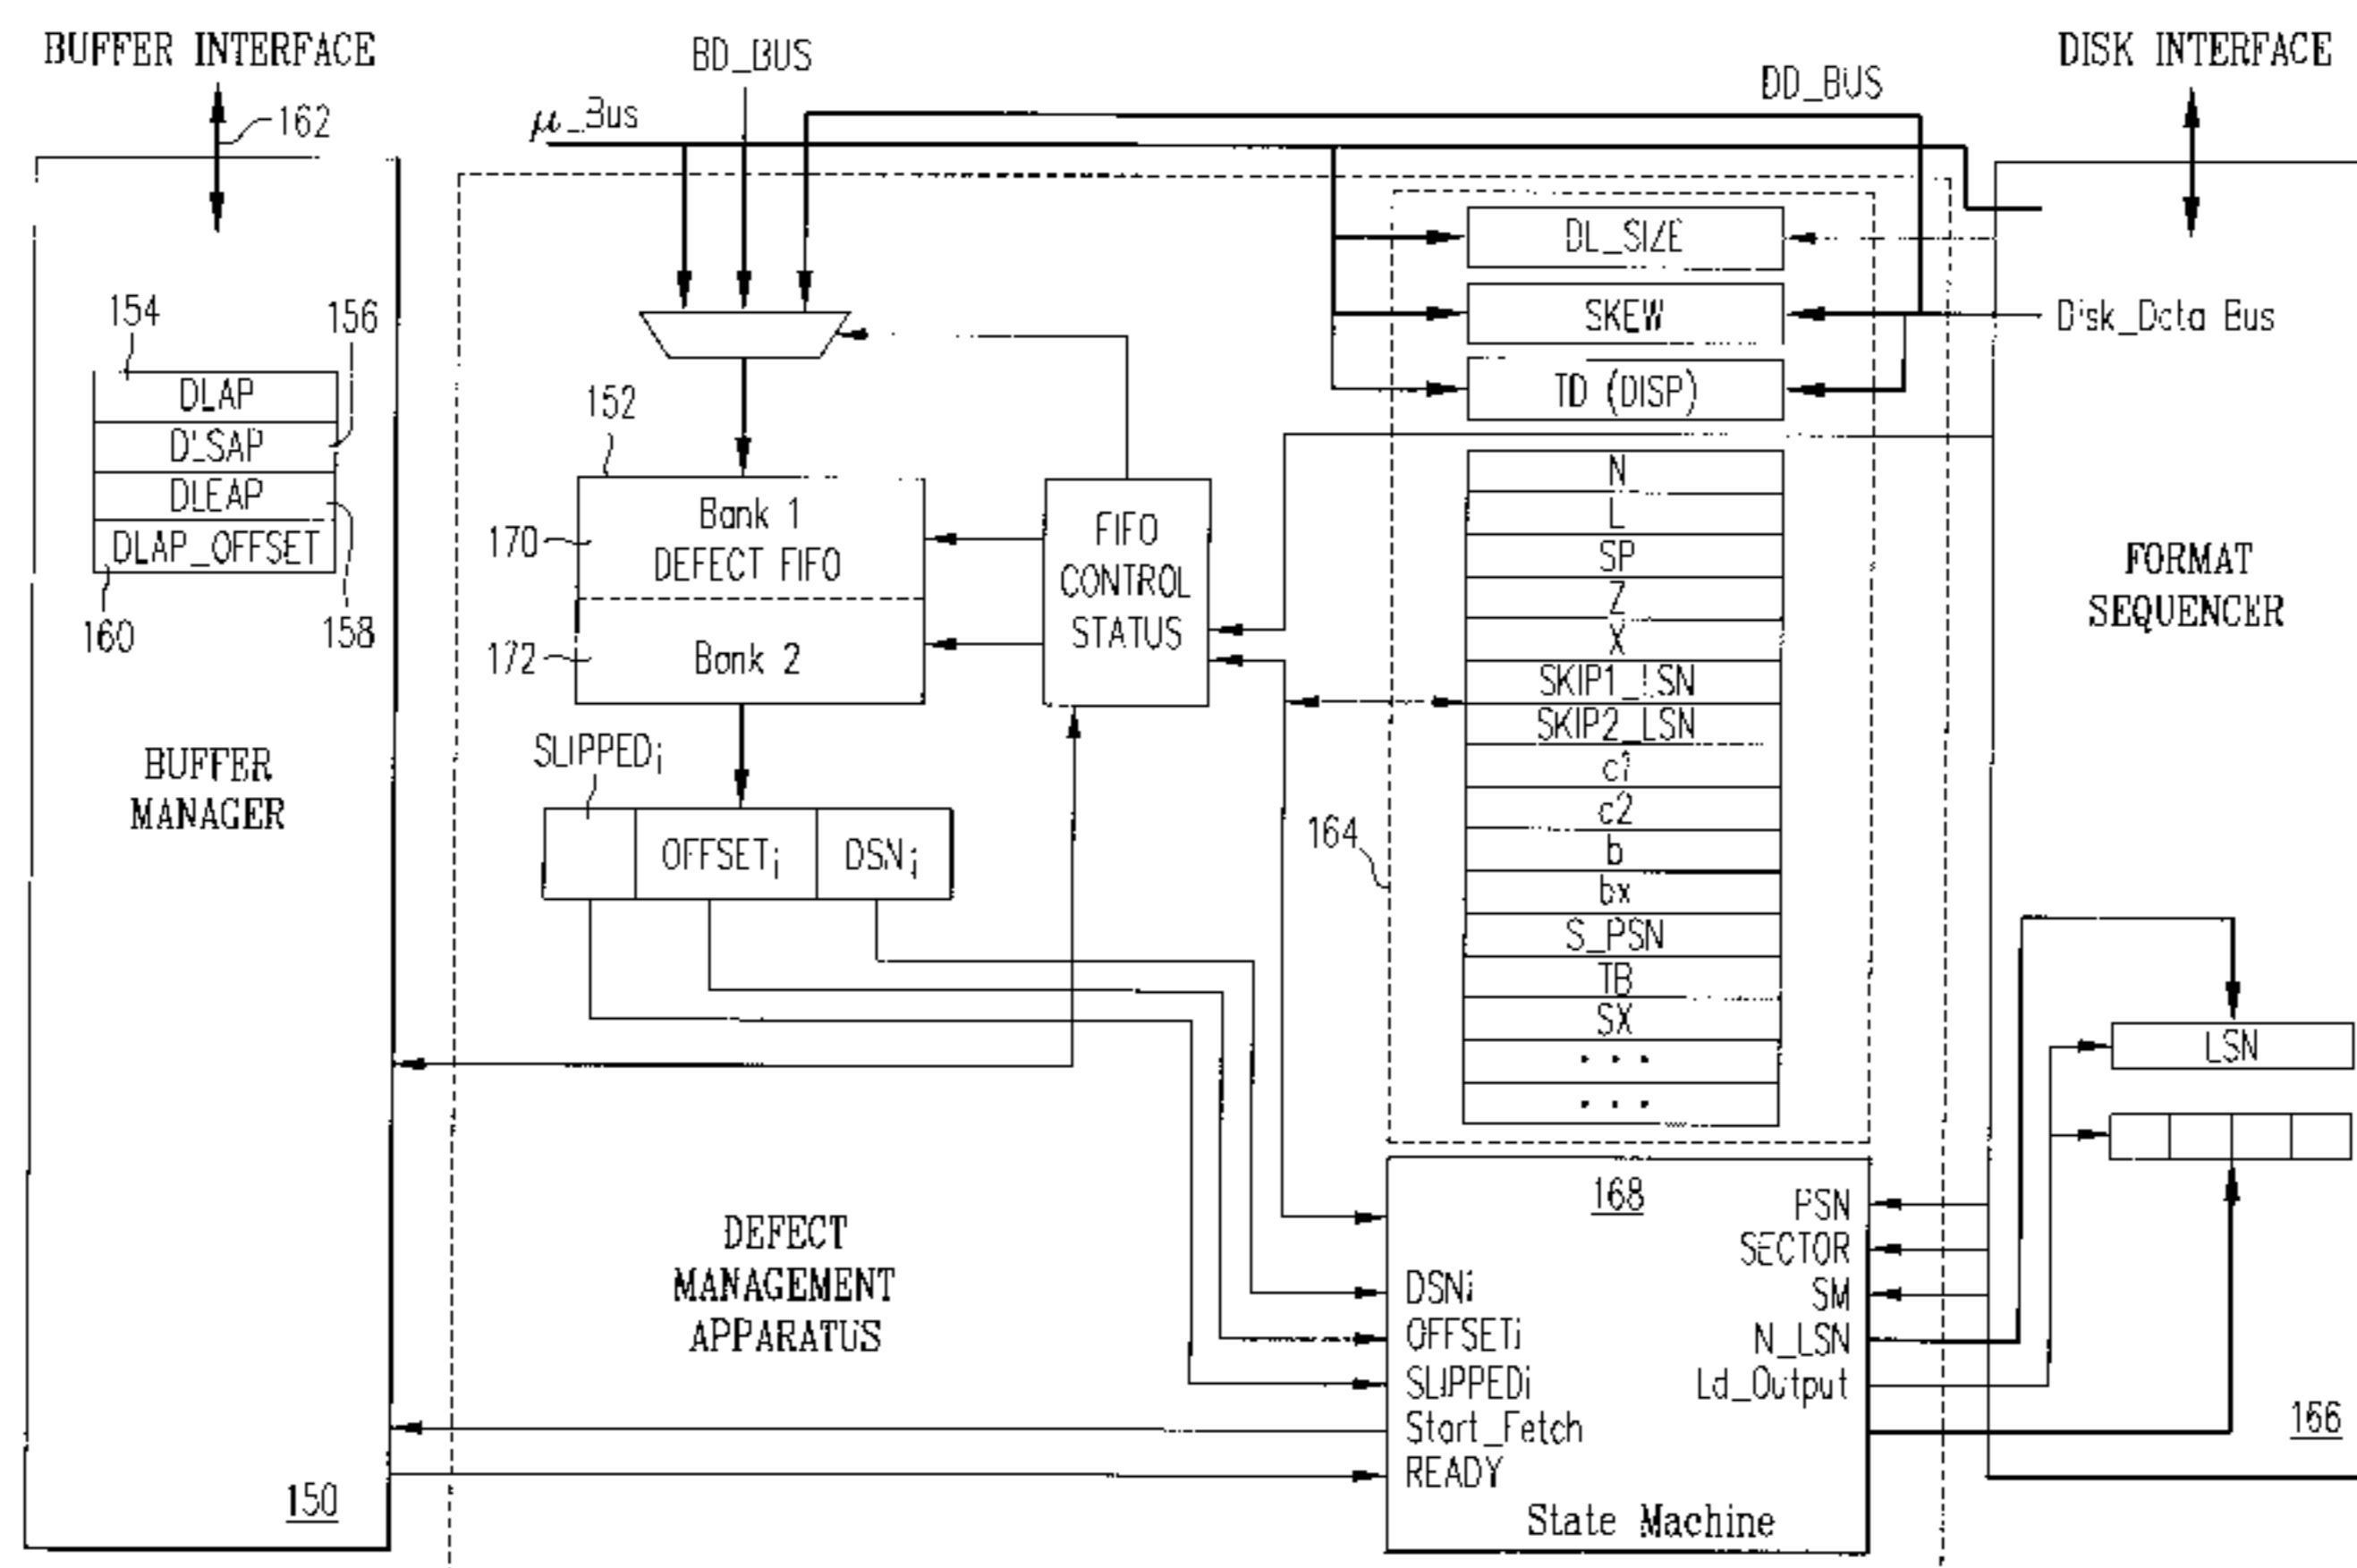 BUFFER INTERFACE
BD_BUS
DISK INTERFACE
DD_BUS
μ_Bus
162
DL_SIZE
SKEW
Disk_Data Bus
TD (DISP)
154
156
DLAP
DLSAP
DLEAP
DLAP_OFFSET
160
158
152
Bank 1
DEFECT FIFO
170
172
Bank 2
FIFO
CONTROL
STATUS
N
L
SP
Z
X
SKIP1_LSN
SKIP2_LSN
c1
c2
b
bx
S_PSN
TB
SX
. . .
. . .
164
FORMAT
SEQUENCER
BUFFER
MANAGER
SLIPPEDi
OFFSETi
DSNi
LSN
DEFECT
MANAGEMENT
APPARATUS
168
PSN
SECTOR
SM
N_LSN
Ld_Output
DSNi
OFFSETi
SLIPPEDi
Start_Fetch
READY
State Machine
150
166